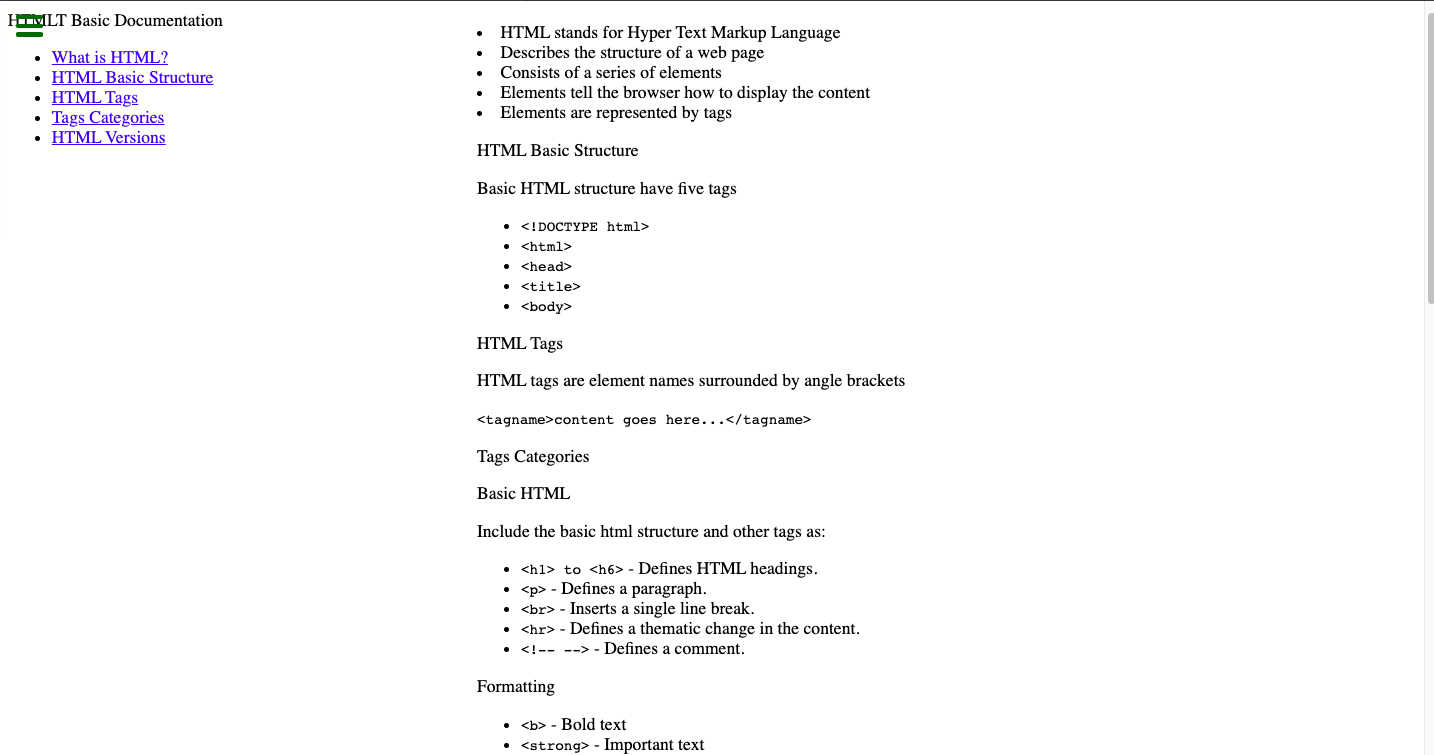 HTMLT Basic Documentation
What is HTML?
HTML Basic Structure
HTML Tags
Tags Categories
HTML Versions
HTML stands for Hyper Text Markup Language
Describes the structure of a web page
Consists of a series of elements
Elements tell the browser how to display the content
Elements are represented by tags
HTML Basic Structure
Basic HTML structure have five tags
<!DOCTYPE html>
<html>
<head>
<title>
<body>
HTML Tags
HTML tags are element names surrounded by angle brackets
<tagname>content goes here...</tagname>
Tags Categories
Basic HTML
Include the basic html structure and other tags as:
<h1> to <h6> - Defines HTML headings.
<p> - Defines a paragraph.
<br> - Inserts a single line break.
<hr> - Defines a thematic change in the content.
<!-- --> - Defines a comment.
Formatting
<b> - Bold text
<strong> - Important text